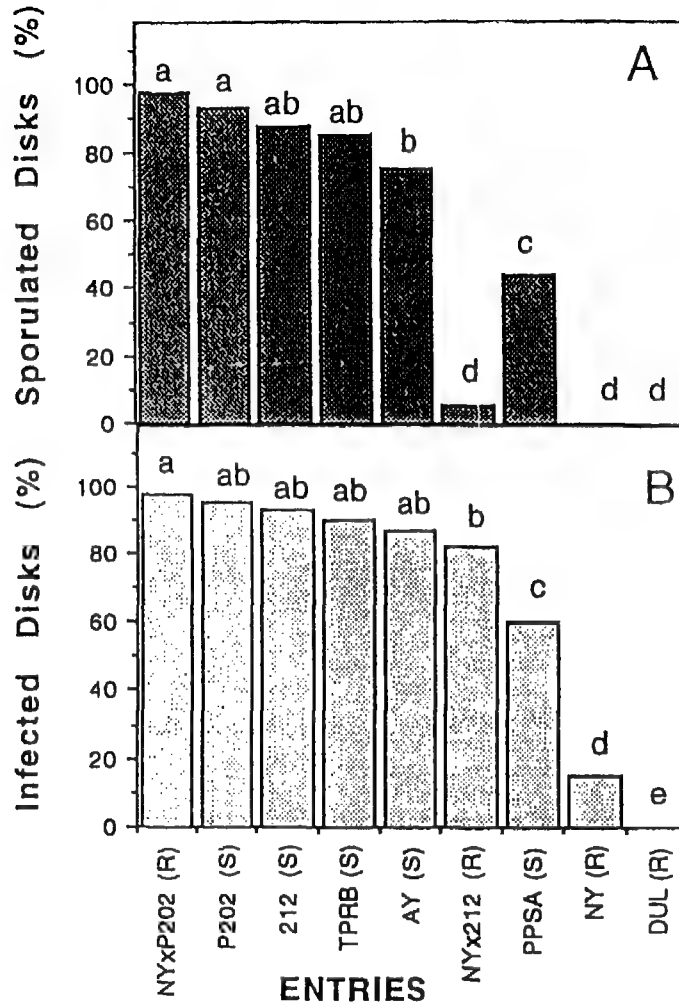 Sporulated Disks (%)
100
80
60
40
20
0
A
a
a
ab
ab
b
d
c
d
d
Infected Disks (%)
100
80
60
40
20
0
B
a
ab
ab
ab
ab
b
c
d
e
NYxP202 (R)
P202 (S)
212 (S)
TPRB (S)
AY (S)
NYx212 (R)
PPSA (S)
NY (R)
DUL (R)
ENTRIES